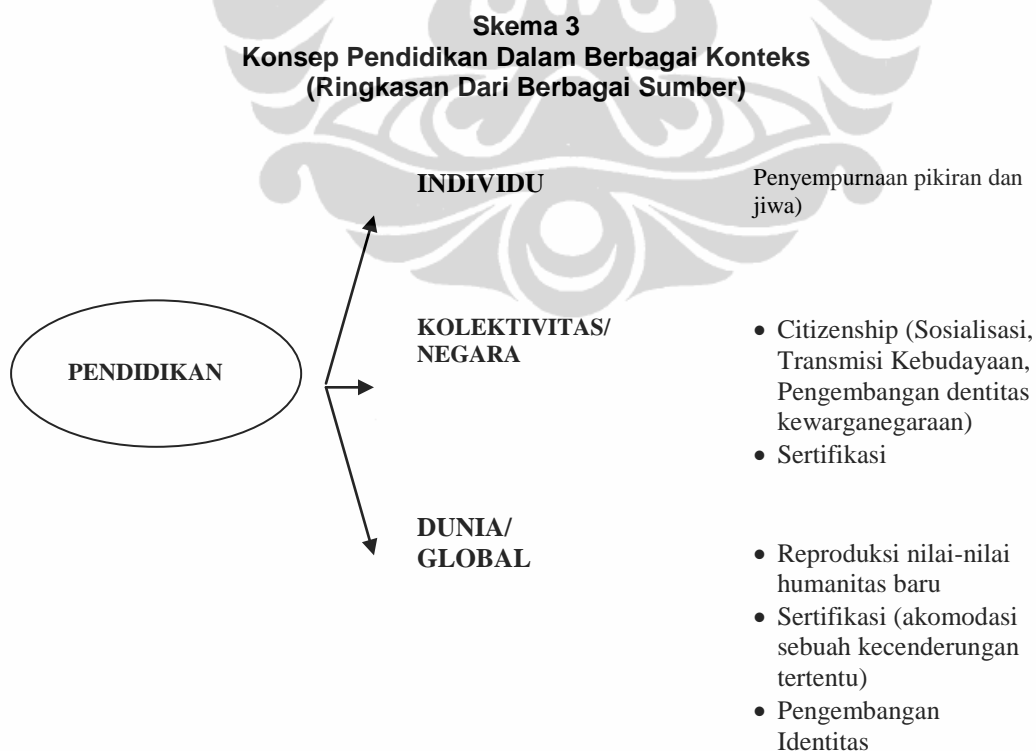 Skema 3
Konsep Pendidikan Dalam Berbagai Konteks
(Ringkasan Dari Berbagai Sumber)
PENDIDIKAN
INDIVIDU
Penyempurnaan pikiran dan
jiwa)
KOLEKTIVITAS/
NEGARA
• Citizenship (Sosialisasi,
Transmisi Kebudayaan,
Pengembangan dentitas
kewarganegaraan)
• Sertifikasi
DUNIA/
GLOBAL
• Reproduksi nilai-nilai
humanitas baru
• Sertifikasi (akomodasi
sebuah kecenderungan
tertentu)
• Pengembangan
Identitas